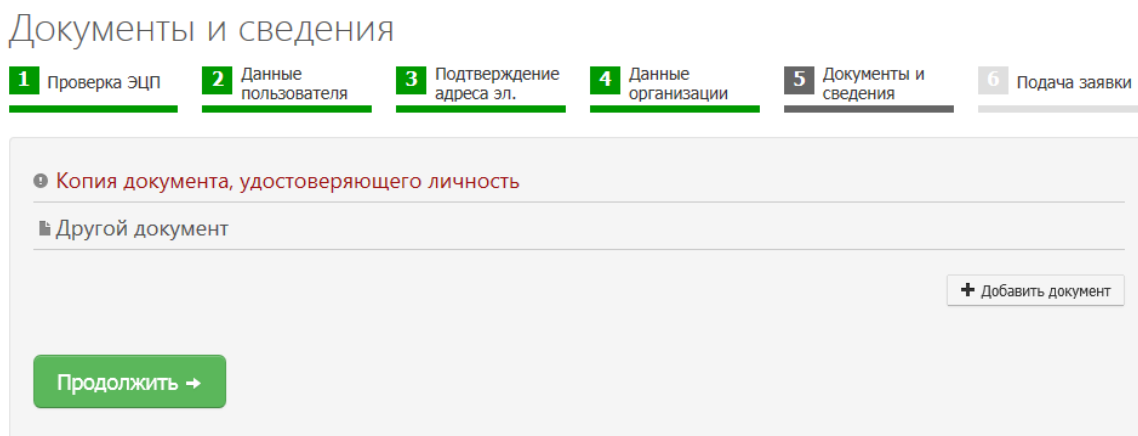 Документы и сведения
1 Проверка ЭЦП
2 Данные
пользователя
3 Подтверждение
адреса эл.
4 Данные
организации
5 Документы и
сведения
6 Подача заявки
Копия документа, удостоверяющего личность
Другой документ
Добавить документ
Продолжить →